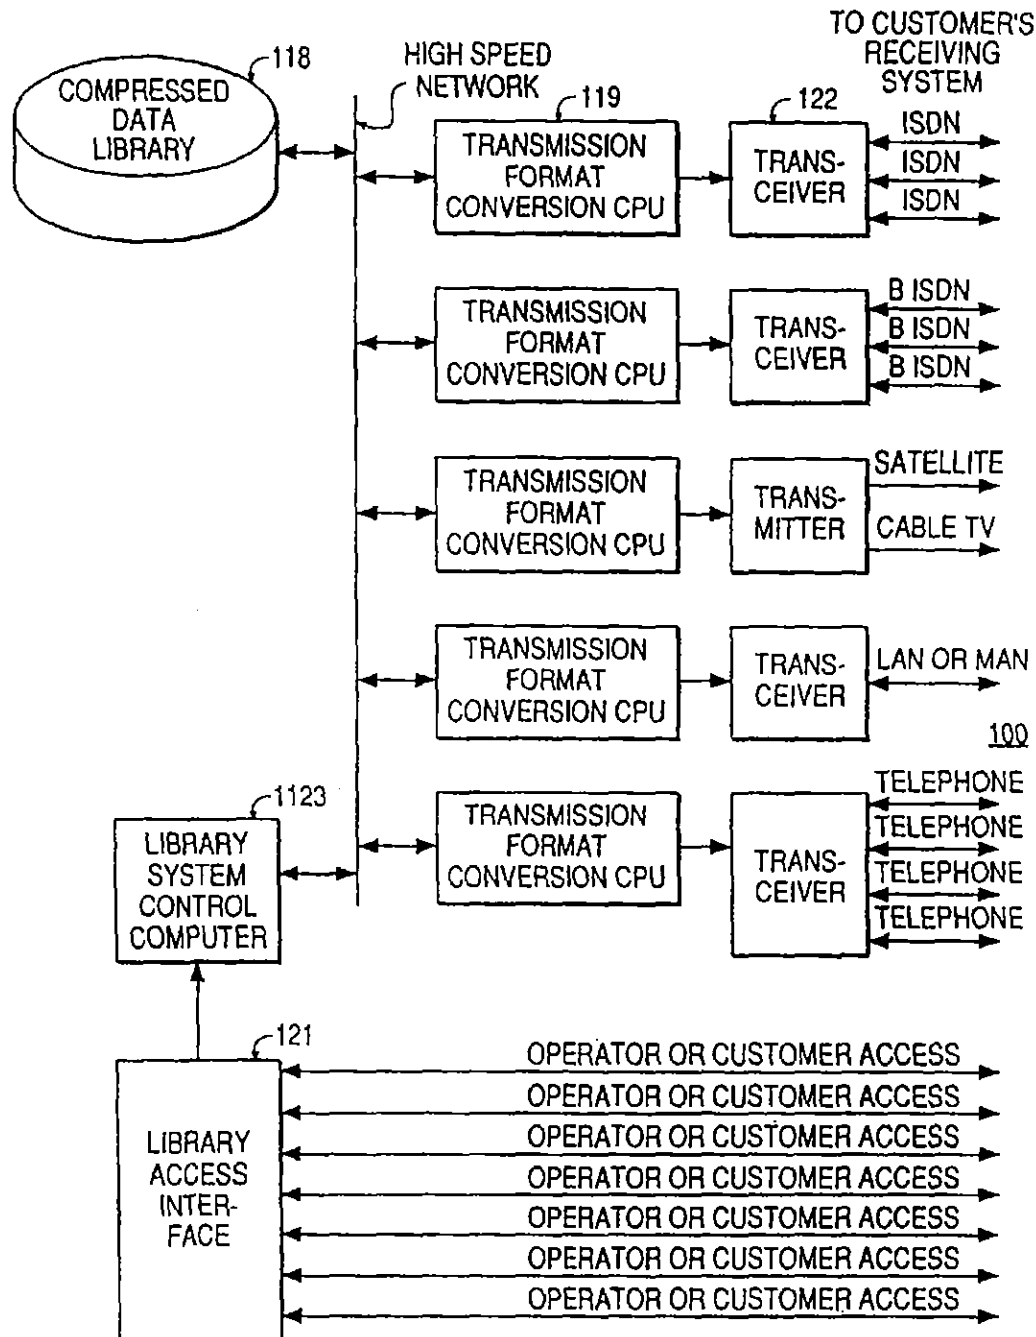 118
COMPRESSED
DATA
LIBRARY
HIGH SPEED
NETWORK
TO CUSTOMER'S
RECEIVING
SYSTEM
119
TRANSMISSION
FORMAT
CONVERSION CPU
122
TRANS-
CEIVER
ISDN
ISDN
ISDN
TRANSMISSION
FORMAT
CONVERSION CPU
TRANS-
CEIVER
B ISDN
B ISDN
B ISDN
TRANSMISSION
FORMAT
CONVERSION CPU
TRANS-
MITTER
SATELLITE
CABLE TV
TRANSMISSION
FORMAT
CONVERSION CPU
TRANS-
CEIVER
LAN OR MAN
100
1123
LIBRARY
SYSTEM
CONTROL
COMPUTER
TRANSMISSION
FORMAT
CONVERSION CPU
TRANS-
CEIVER
TELEPHONE
TELEPHONE
TELEPHONE
TELEPHONE
121
LIBRARY
ACCESS
INTER-
FACE
OPERATOR OR CUSTOMER ACCESS
OPERATOR OR CUSTOMER ACCESS
OPERATOR OR CUSTOMER ACCESS
OPERATOR OR CUSTOMER ACCESS
OPERATOR OR CUSTOMER ACCESS
OPERATOR OR CUSTOMER ACCESS
OPERATOR OR CUSTOMER ACCESS